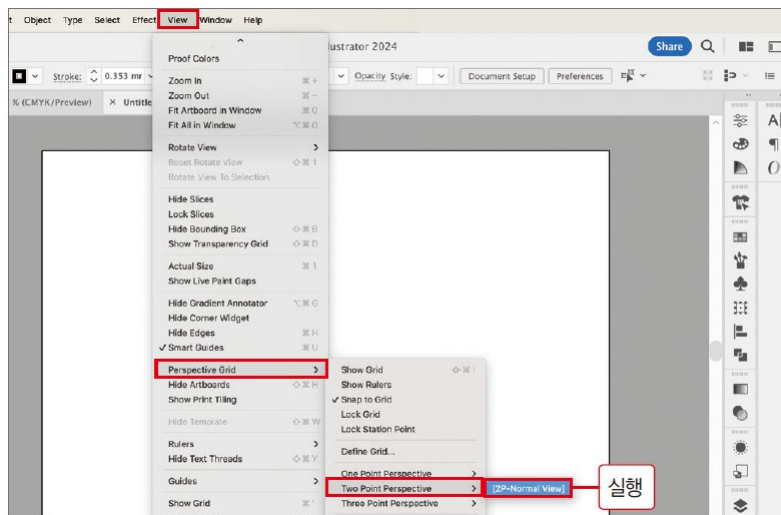 t Object Type Select Effect View Window Help
ustrator 2024
Share
Stroke: 0.353 mr
Opacity Style:
Document Setup
Preferences
% (CMYK/Preview) × Untitle
Proof Colors
Zoom In ⌘ +
Zoom Out ⌘ −
Fit Artboard in Window ⌘ 0
Fit All in Window ⌥⌘ 0
Rotate View >
Reset Rotate View ⇧⌘ 1
Rotate View To Selection
Hide Slices
Lock Slices
Hide Bounding Box ⇧⌘ B
Show Transparency Grid ⇧⌘ D
Actual Size ⌘ 1
Show Live Paint Gaps
Hide Gradient Annotator ⌥⌘ G
Hide Corner Widget
Hide Edges ⌘ H
✓ Smart Guides ⌘ U
Perspective Grid >
Hide Artboards ⇧⌘ H
Show Print Tiling
Hide Template ⇧⌘ W
Rulers >
Hide Text Threads ⇧⌘ Y
Guides >
Show Grid ⌘ "
Show Grid ⇧⌘ I
Show Rulers
✓ Snap to Grid
Lock Grid
Lock Station Point
Define Grid...
One Point Perspective >
Two Point Perspective >
Three Point Perspective >
[2P-Normal View]
실행